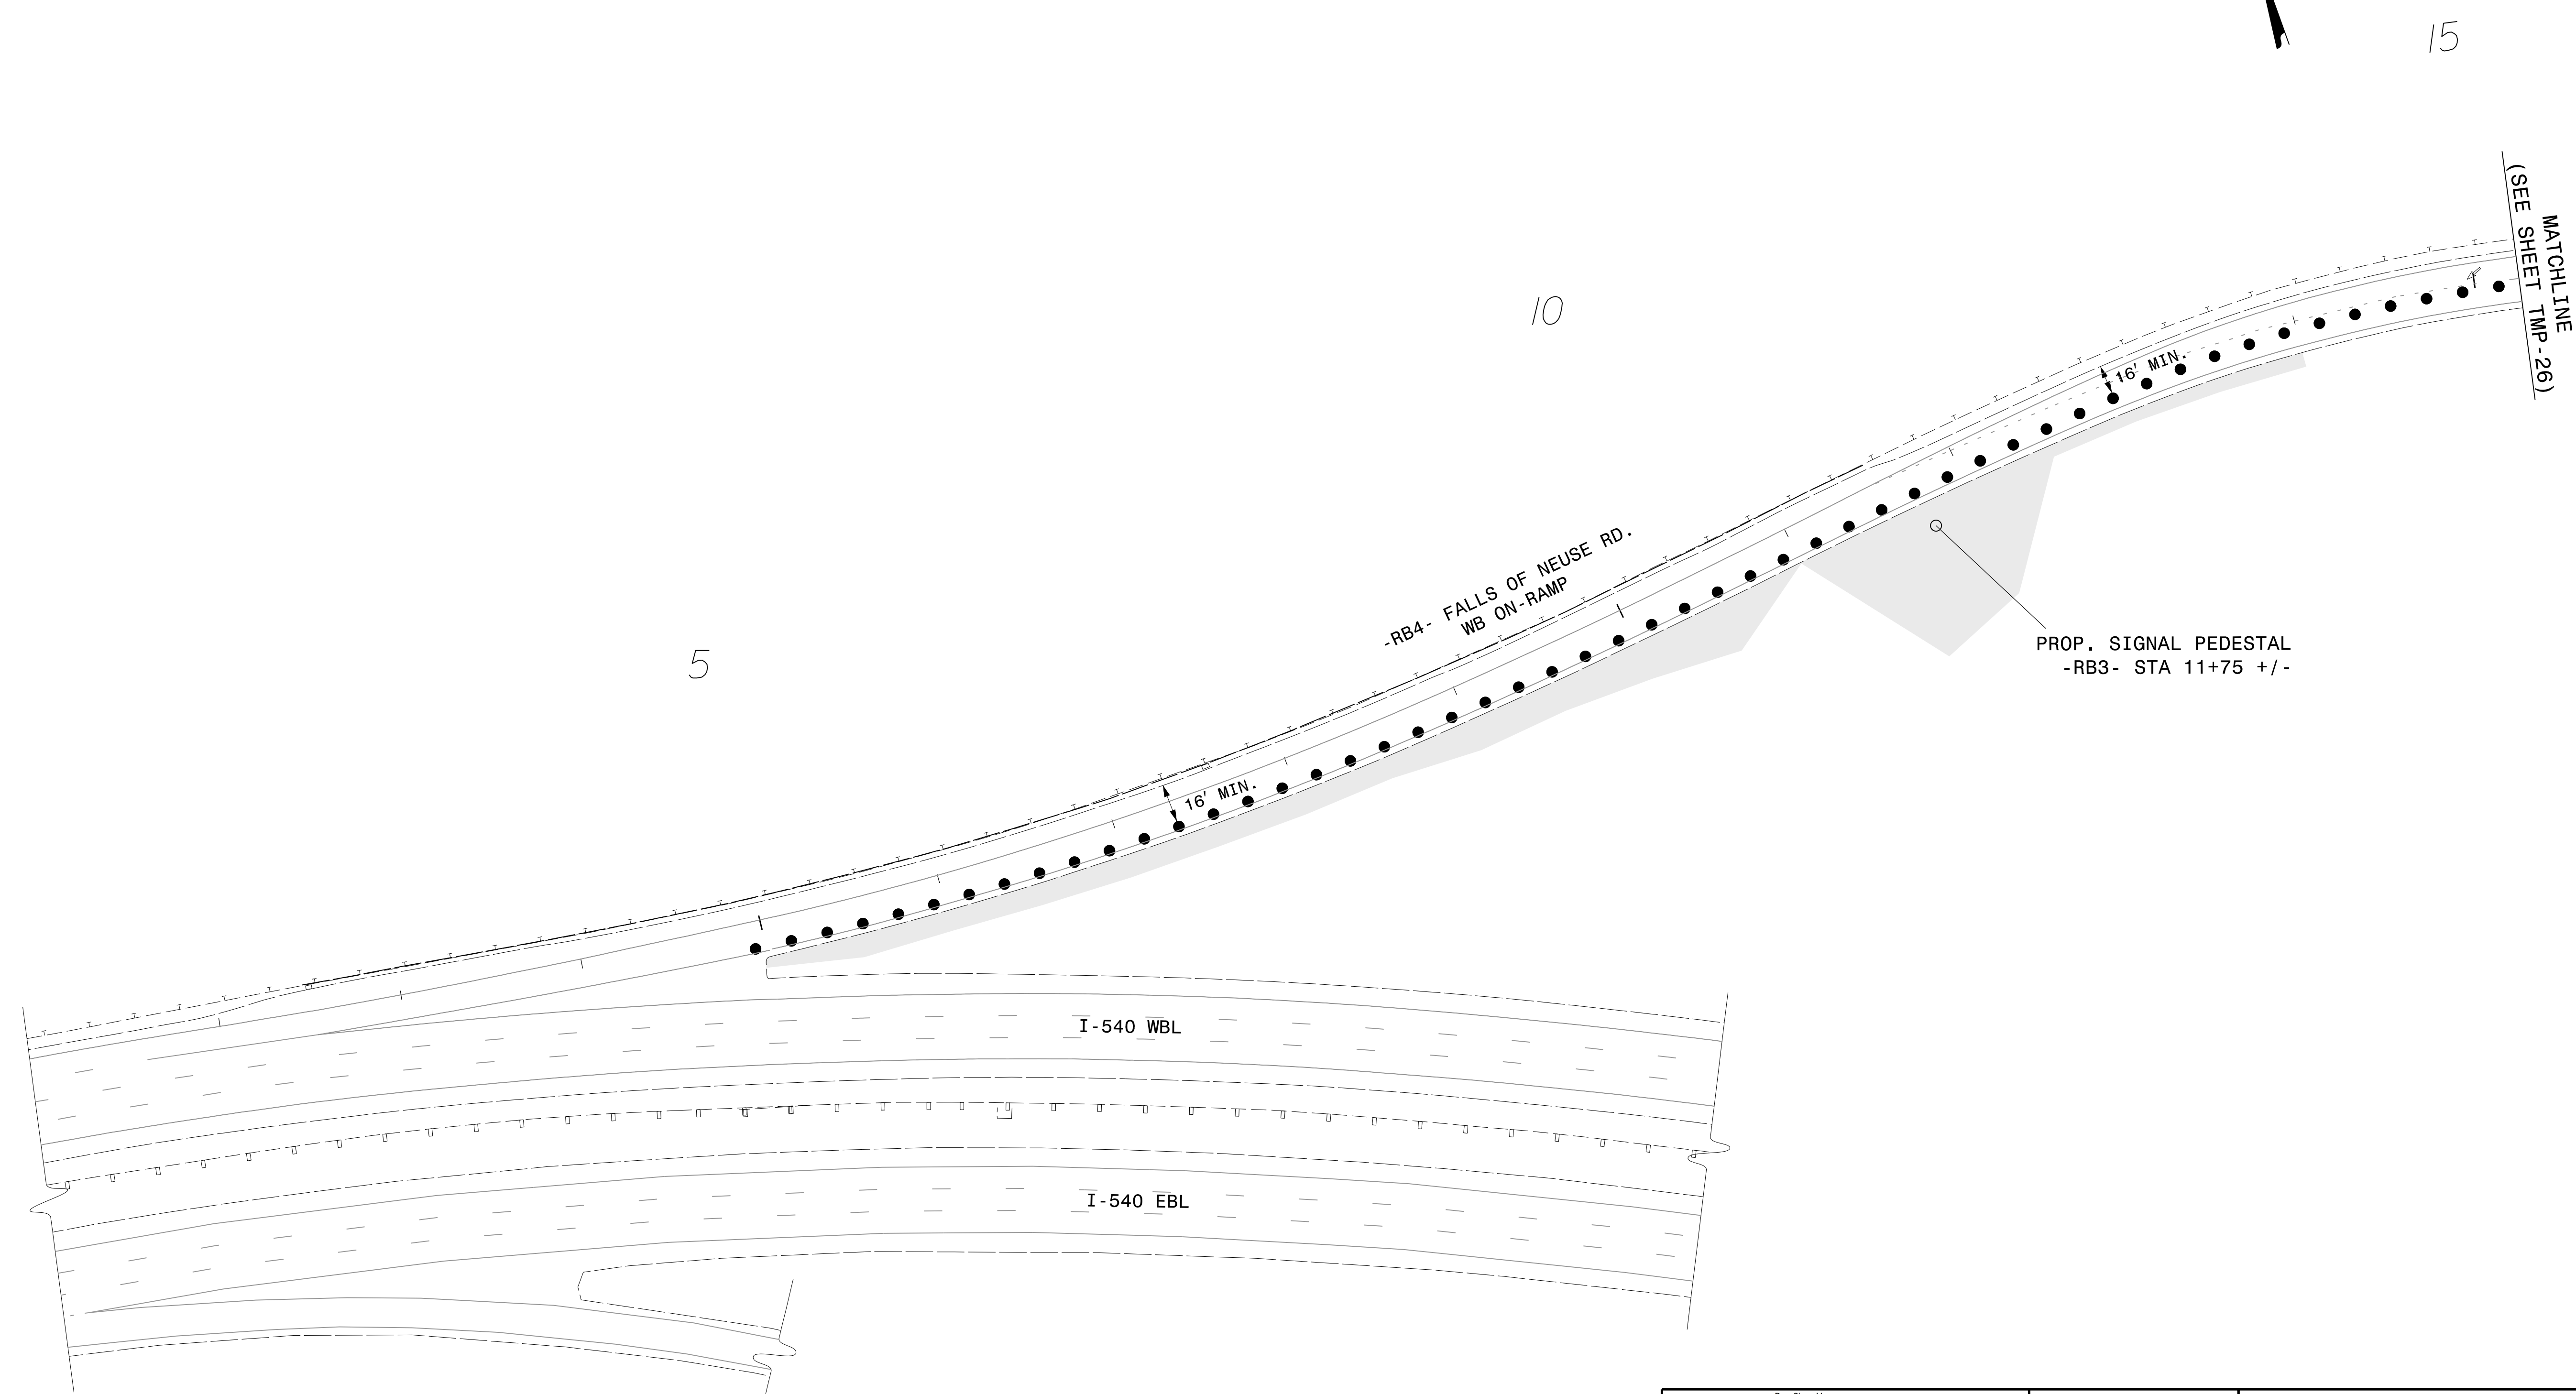 15
MATCHLINE
(SEE SHEET TMP-26)
10
16' MIN.
-RB4- FALLS OF NEUSE RD.
WB ON-RAMP
PROP. SIGNAL PEDESTAL
-RB3- STA 11+75 +/-
5
16' MIN.
I-540 WBL
I-540 EBL